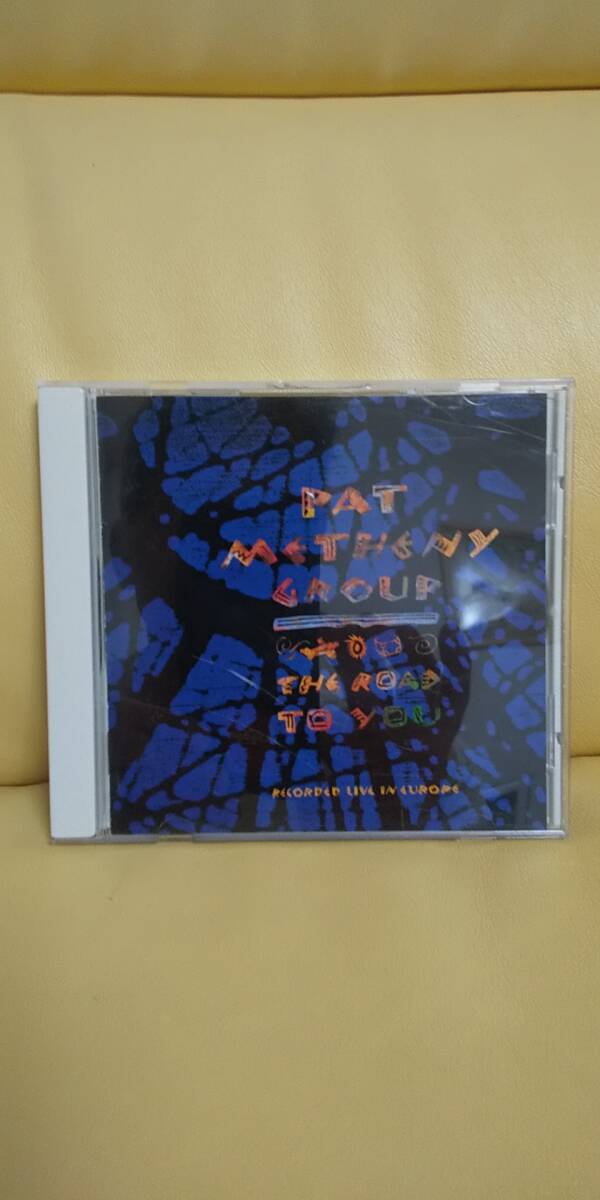 PAT
METHENY
GROUP
THE ROAD
TO YOU
RECORDED LIVE IN EUROPE